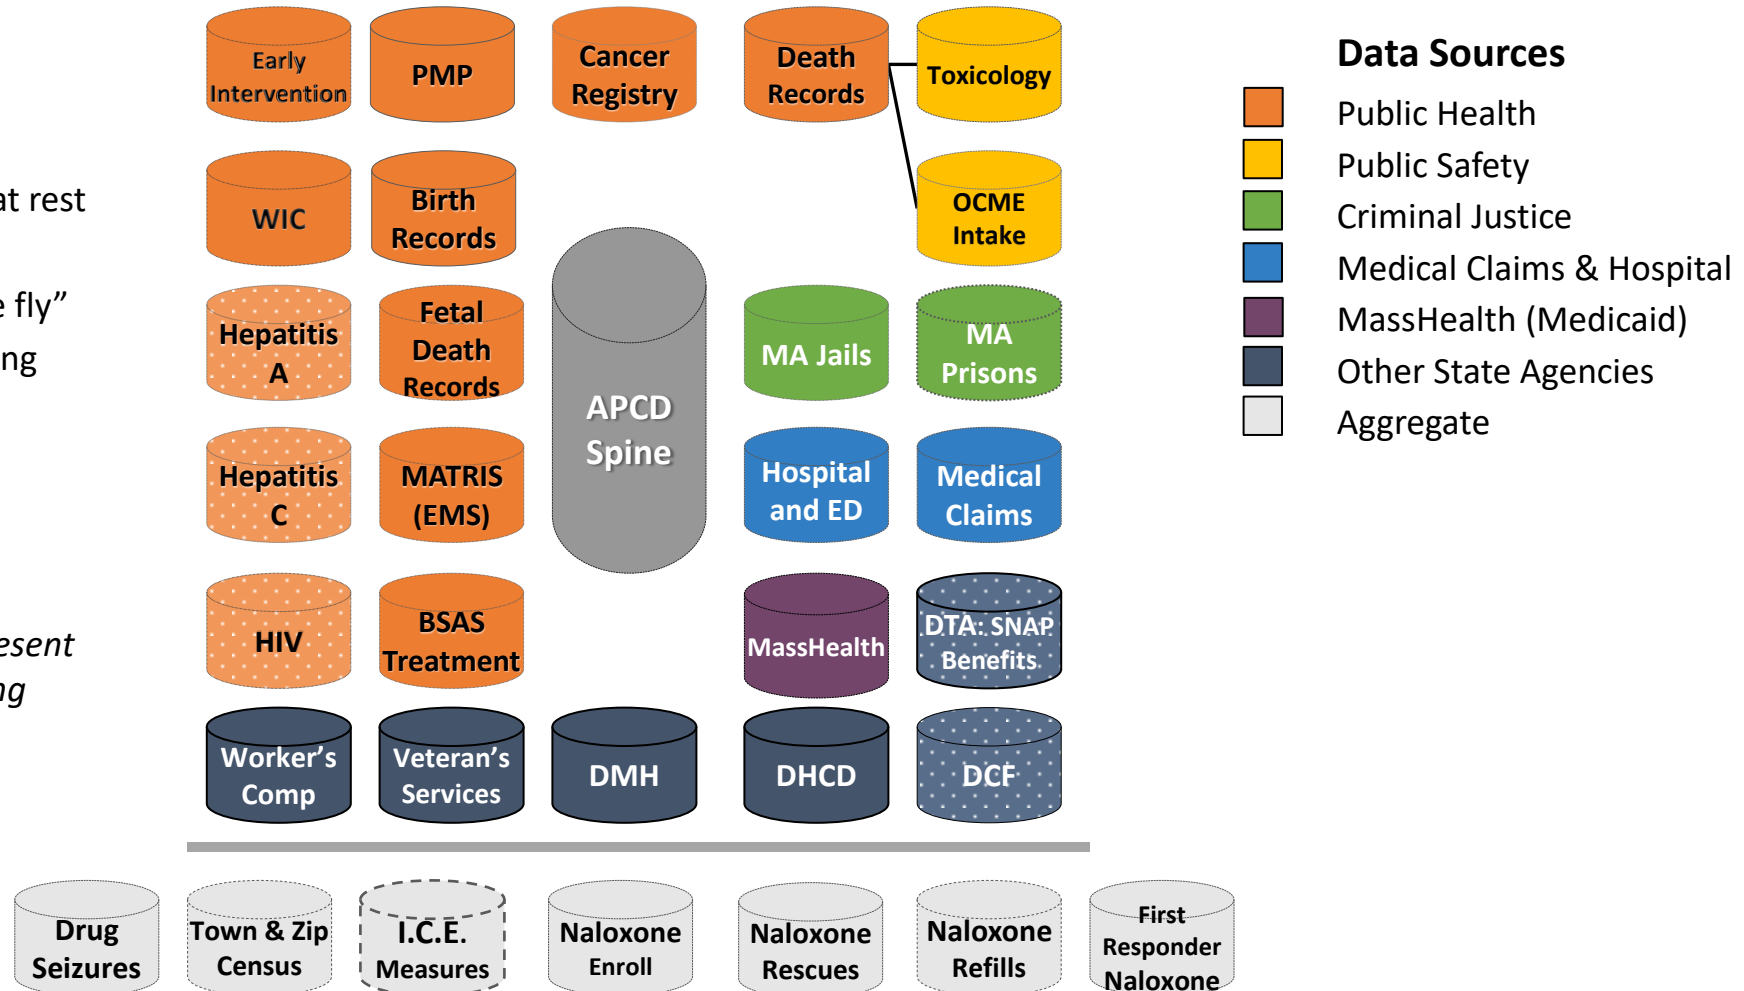 at rest
e fly”
ng
esent
ng
Early
Intervention
PMP
Cancer
Registry
Death
Records
Toxicology
WIC
Birth
Records
OCME
Intake
Hepatitis
A
Fetal
Death
Records
APCD
Spine
MA Jails
MA
Prisons
Hepatitis
C
MATRIS
(EMS)
Hospital
and ED
Medical
Claims
HIV
BSAS
Treatment
MassHealth
DTA: SNAP
Benefits
Worker’s
Comp
Veteran’s
Services
DMH
DHCD
DCF
Drug
Seizures
Town & Zip
Census
I.C.E.
Measures
Naloxone
Enroll
Naloxone
Rescues
Naloxone
Refills
First
Responder
Naloxone
Data Sources
Public Health
Public Safety
Criminal Justice
Medical Claims & Hospital
MassHealth (Medicaid)
Other State Agencies
Aggregate